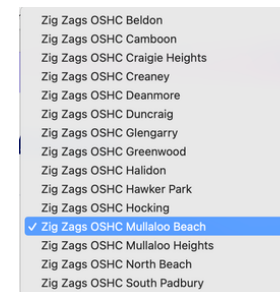 Zig Zags OSHC Beldon
Zig Zags OSHC Camboon
Zig Zags OSHC Craigie Heights
Zig Zags OSHC Creaney
Zig Zags OSHC Deanmore
Zig Zags OSHC Duncraig
Zig Zags OSHC Glengarry
Zig Zags OSHC Greenwood
Zig Zags OSHC Halidon
Zig Zags OSHC Hawker Park
Zig Zags OSHC Hocking
✓ Zig Zags OSHC Mullaloo Beach
Zig Zags OSHC Mullaloo Heights
Zig Zags OSHC North Beach
Zig Zags OSHC South Padbury